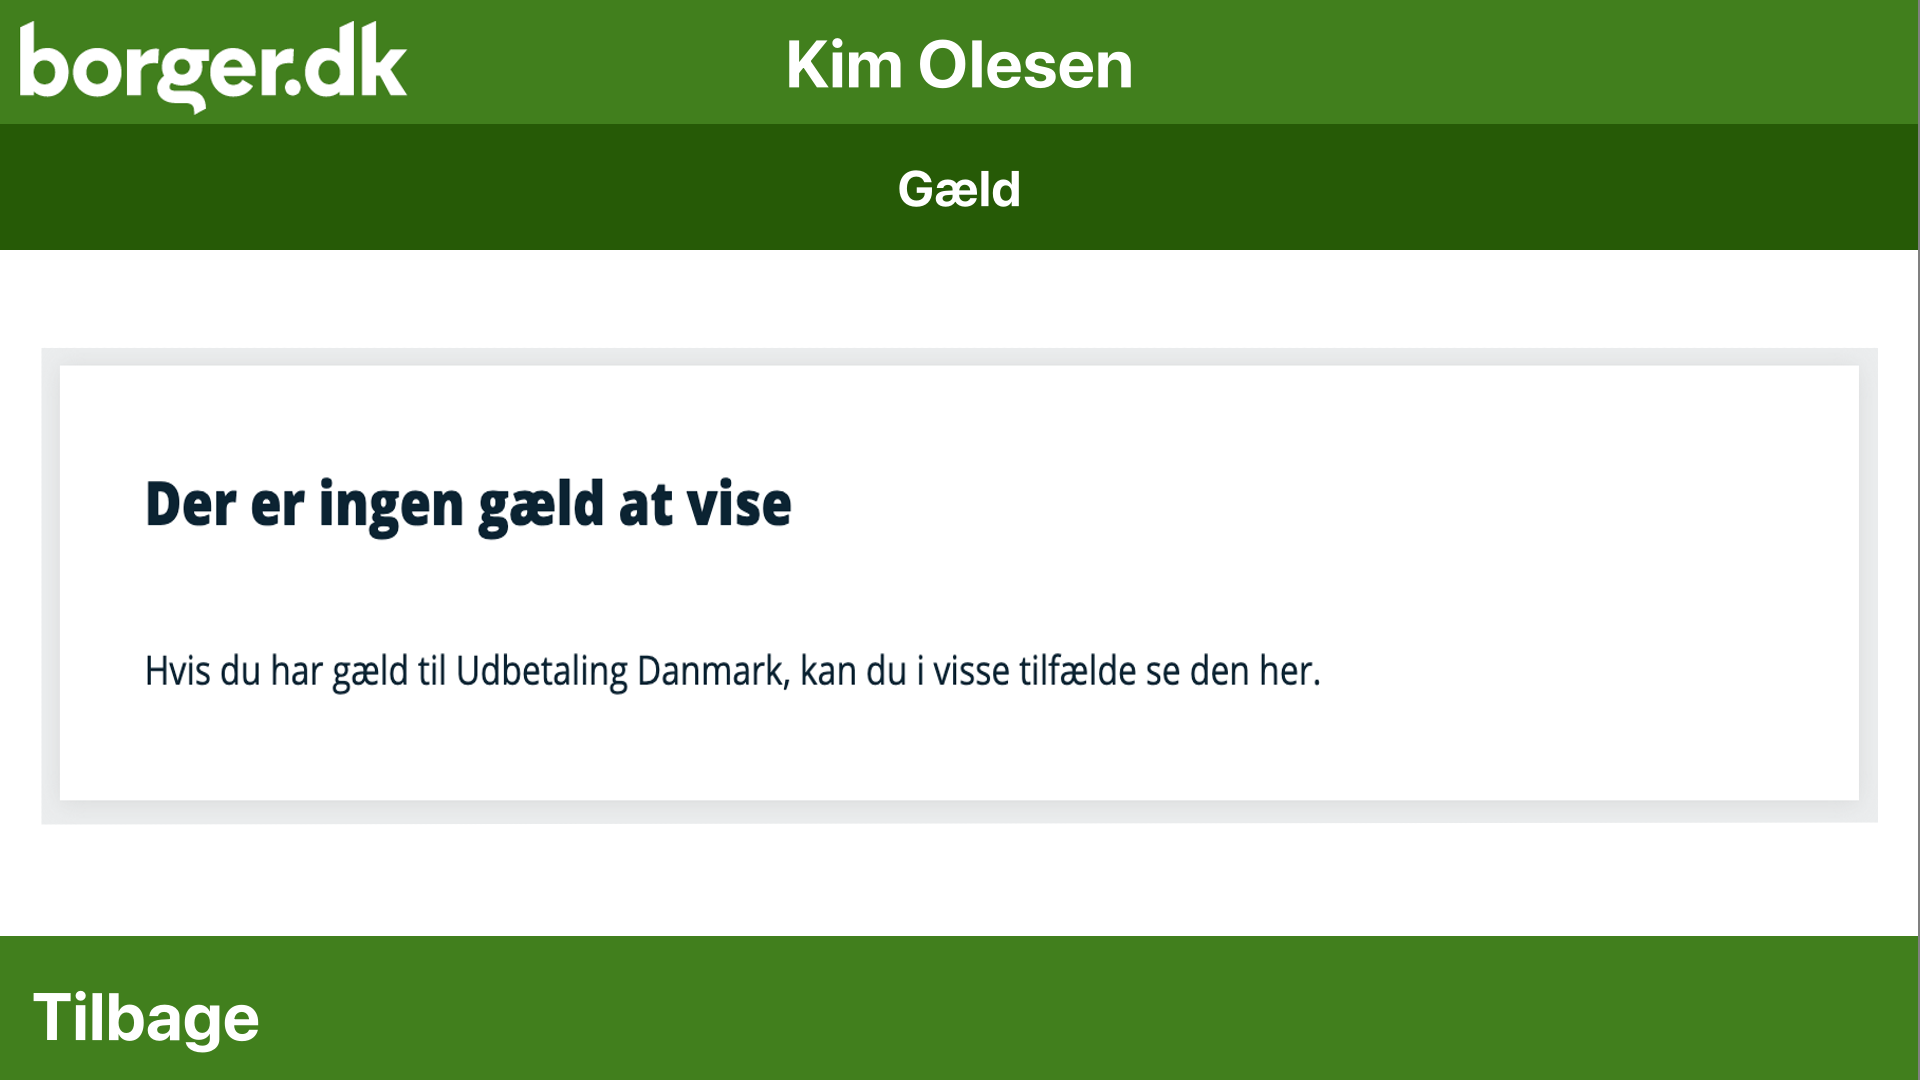 borger.dk
Kim Olesen
Gæld
Der er ingen gæld at vise
Hvis du har gæld til Udbetaling Danmark, kan du i visse tilfælde se den her.
Tilbage